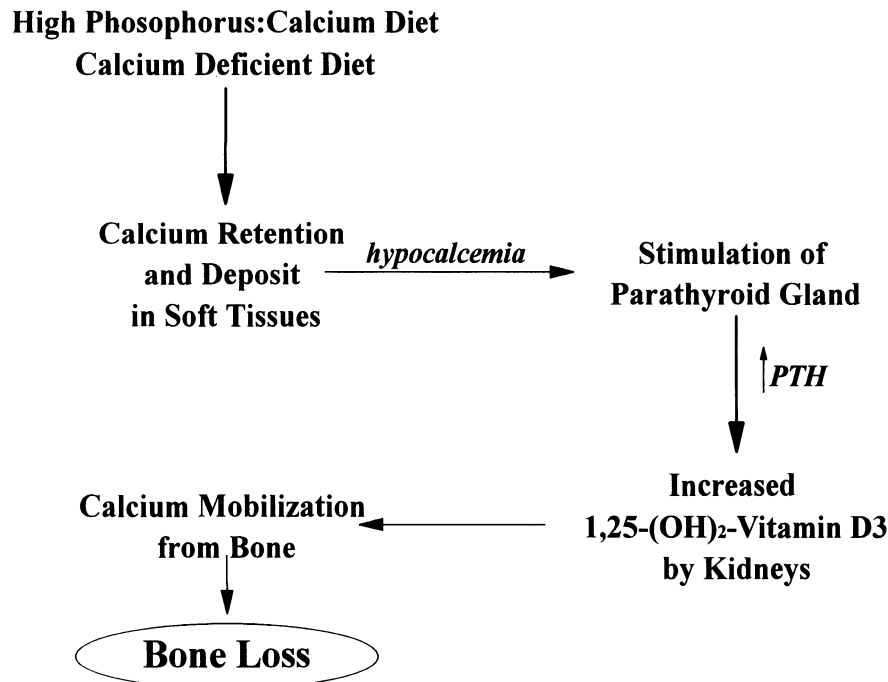 High Phosophorus:Calcium Diet
Calcium Deficient Diet
Calcium Retention
and Deposit
in Soft Tissues
hypocalcemia
Stimulation of
Parathyroid Gland
PTH
Increased
1,25-(OH)₂-Vitamin D3
by Kidneys
Calcium Mobilization
from Bone
Bone Loss